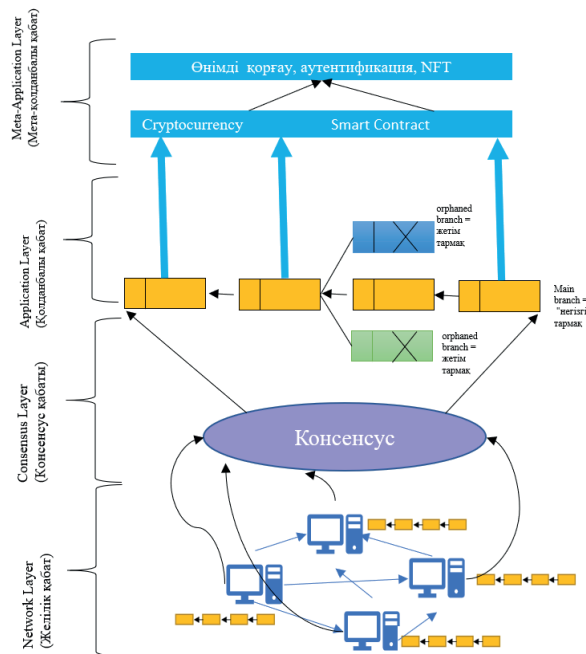 Өнімді қорғау, аутентификация, NFT
Cryptocurrency
Smart Contract
Meta-Application Layer
(Мета-қолданбалы қабат)
orphaned
branch =
жетім
тармақ
Application Layer
(Қолданбалы қабат)
Main
branch =
"негізгі
тармақ
orphaned
branch =
жетім
тармақ
Consensus Layer
(Консенсус қабаты)
Консенсус
Network Layer
(Желілік қабат)